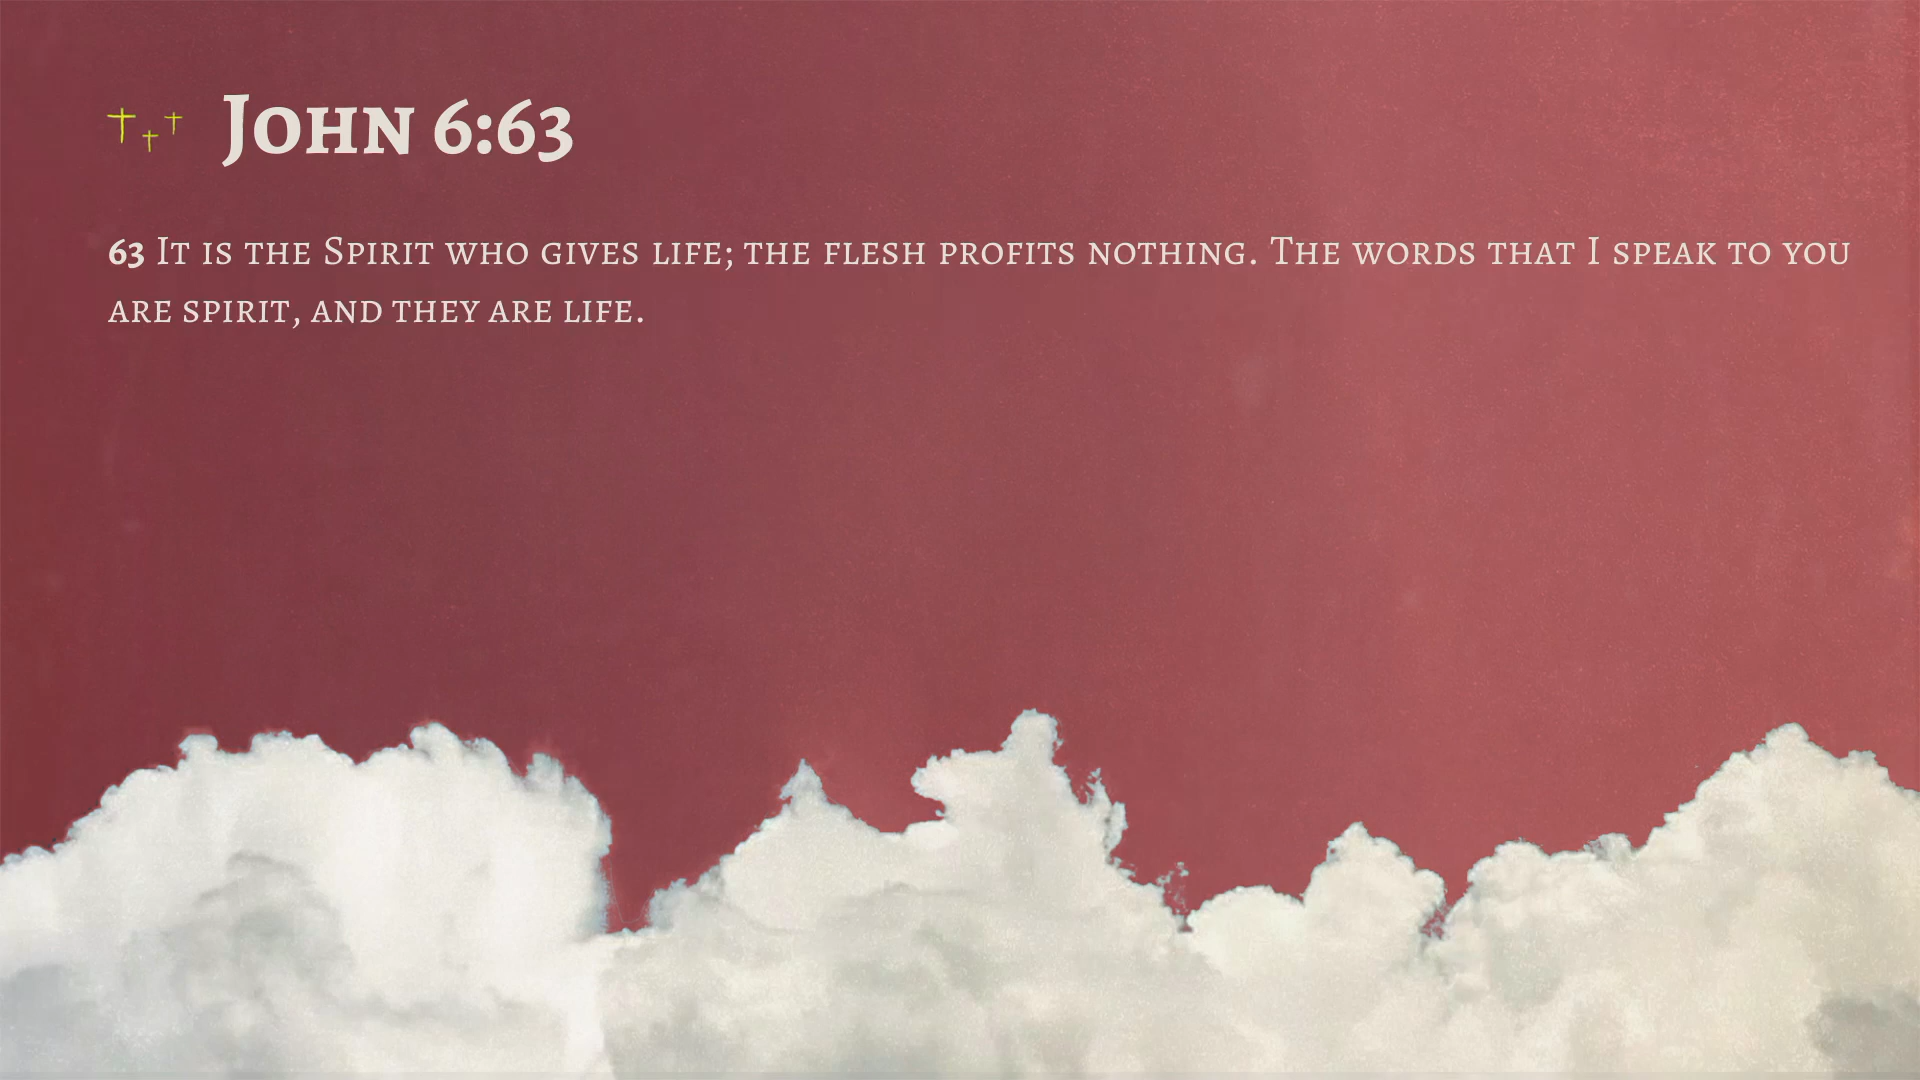 John 6:63
63 It is the Spirit who gives life; the flesh profits nothing. The words that I speak to you
are spirit, and they are life.